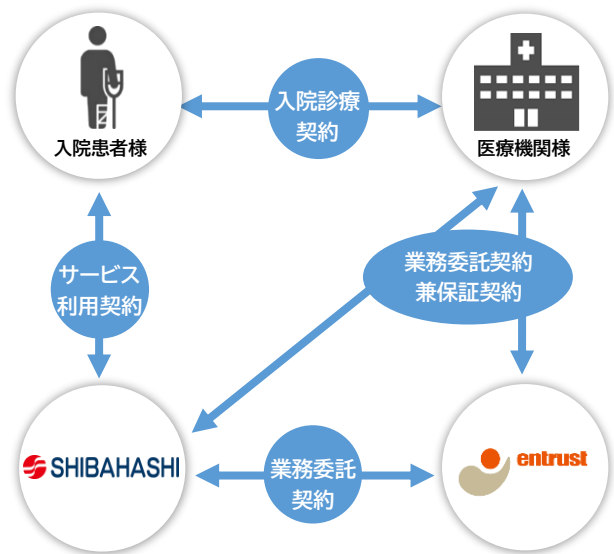 入院診療
契約
入院患者様
医療機関様
サービス
利用契約
業務委託契約
兼保証契約
SHIBAHASHI
entrust
業務委託
契約